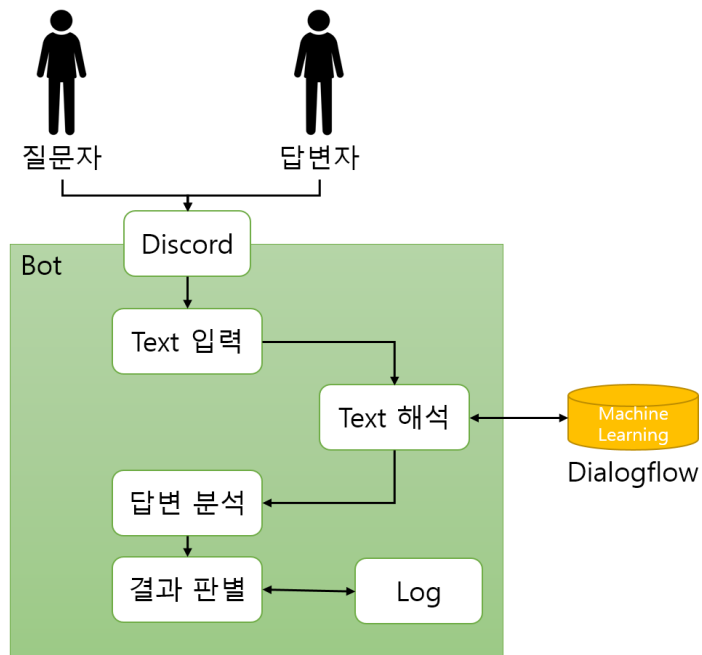 질문자
답변자
Discord
Bot
Text 입력
Text 해석
Machine
Learning
Dialogflow
답변 분석
결과 판별
Log